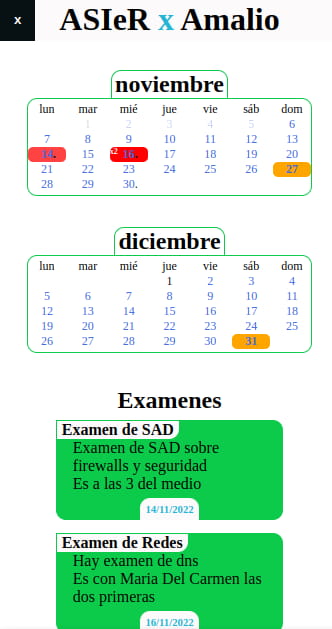 x
ASIeR x Amalio
noviembre
lun mar mié jue vie sáb dom
1 2 3 4 5 6
7 8 9 10 11 12 13
14. 15 x2 16. 17 18 19 20
21 22 23 24 25 26 27
28 29 30.
diciembre
lun mar mié jue vie sáb dom
1 2 3 4
5 6 7 8 9 10 11
12 13 14 15 16 17 18
19 20 21 22 23 24 25
26 27 28 29 30 31
Examenes
Examen de SAD
Examen de SAD sobre
firewalls y seguridad
Es a las 3 del medio
14/11/2022
Examen de Redes
Hay examen de dns
Es con Maria Del Carmen las
dos primeras
16/11/2022